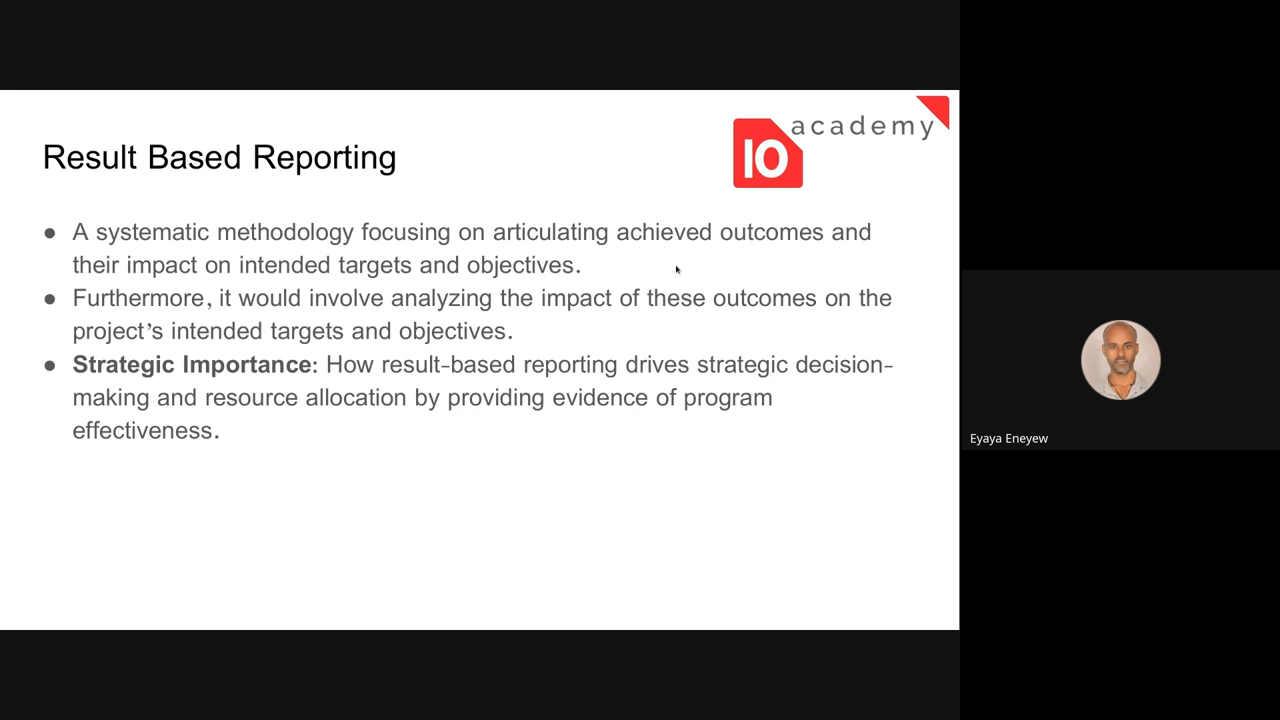 academy
10
Result Based Reporting
● A systematic methodology focusing on articulating achieved outcomes and
their impact on intended targets and objectives.
● Furthermore, it would involve analyzing the impact of these outcomes on the
project’s intended targets and objectives.
● Strategic Importance: How result-based reporting drives strategic decision-
making and resource allocation by providing evidence of program
effectiveness.
Eyaya Eneyew